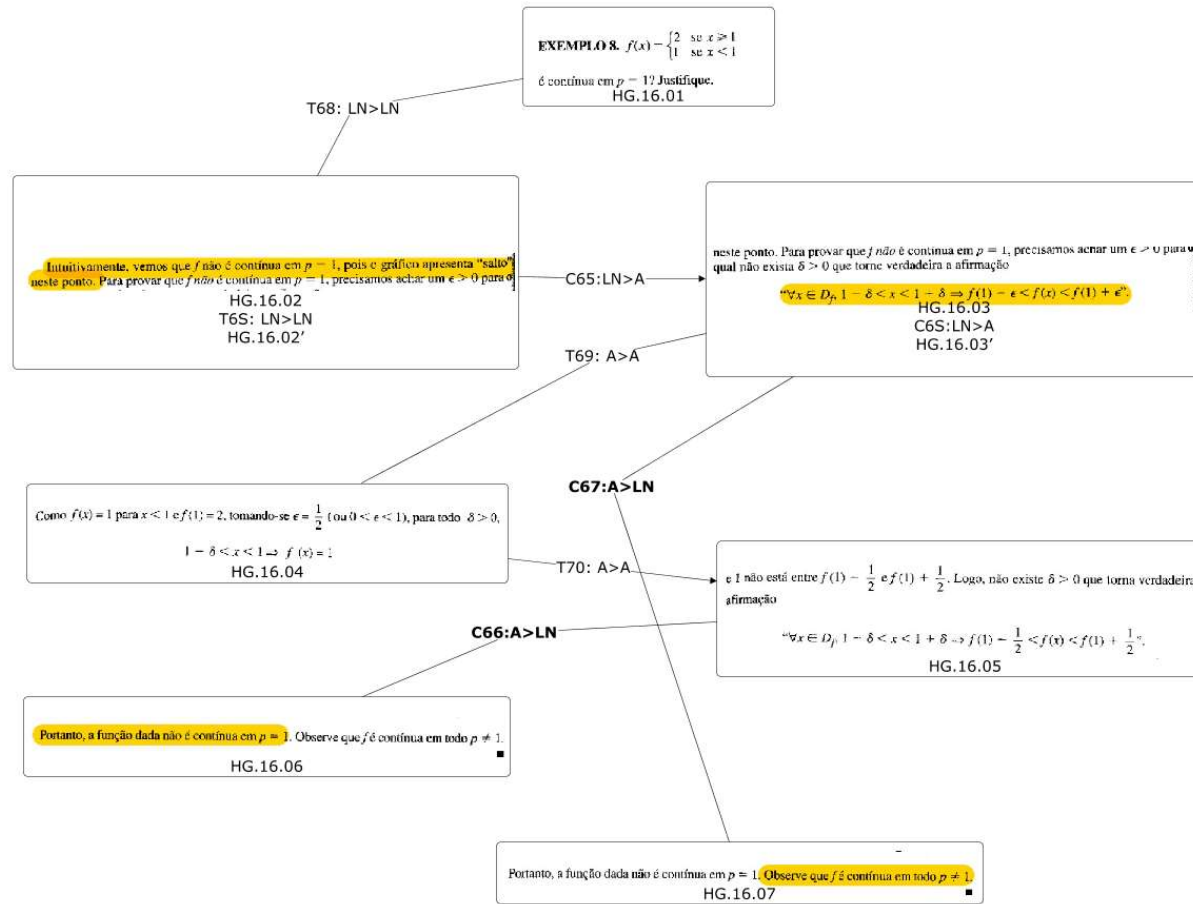 EXEMPLO 8. f(x) = {2 se x ≥ 1
1 se x < 1
é contínua em p = 1? Justifique.
HG.16.01
T68: LN>LN
Intuitivamente, vemos que f não é contínua em p = 1, pois o gráfico apresenta "salto"
neste ponto. Para provar que f não é contínua em p = 1, precisamos achar um ϵ > 0 para
HG.16.02
T6S: LN>LN
HG.16.02’
C65:LN>A
neste ponto. Para provar que f não é contínua em p = 1, precisamos achar um ϵ > 0 para
qual não exista δ > 0 que torne verdadeira a afirmação
"∀x ∈ Df, 1 − δ < x < 1 + δ ⇒ f(1) − ϵ < f(x) < f(1) + ϵ".
HG.16.03
C6S:LN>A
HG.16.03’
T69: A>A
C67:A>LN
Como f(x) = 1 para x < 1 e f(1) = 2, tomando-se ϵ = 1/2 (ou 0 < ϵ < 1), para todo δ > 0,
1 − δ < x < 1 ⇒ f (x) = 1
HG.16.04
T70: A>A
e 1 não está entre f(1) − 1/2 e f(1) + 1/2. Logo, não existe δ > 0 que torna verdadeira
afirmação
"∀x ∈ Df, 1 − δ < x < 1 + δ ⇒ f(1) − 1/2 < f(x) < f(1) + 1/2".
HG.16.05
C66:A>LN
Portanto, a função dada não é contínua em p = 1. Observe que f é contínua em todo p ≠ 1.
■
HG.16.06
Portanto, a função dada não é contínua em p = 1. Observe que f é contínua em todo p ≠ 1.
■
HG.16.07